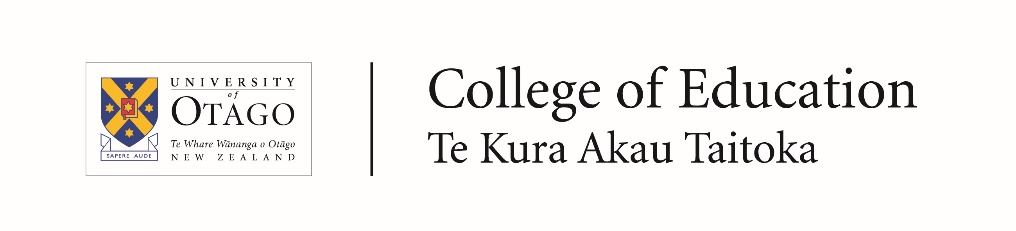 UNIVERSITY
of
OTAGO
Te Whare Wānanga o Otāgo
NEW ZEALAND
SAPERE AUDE
College of Education
Te Kura Akau Taitoka